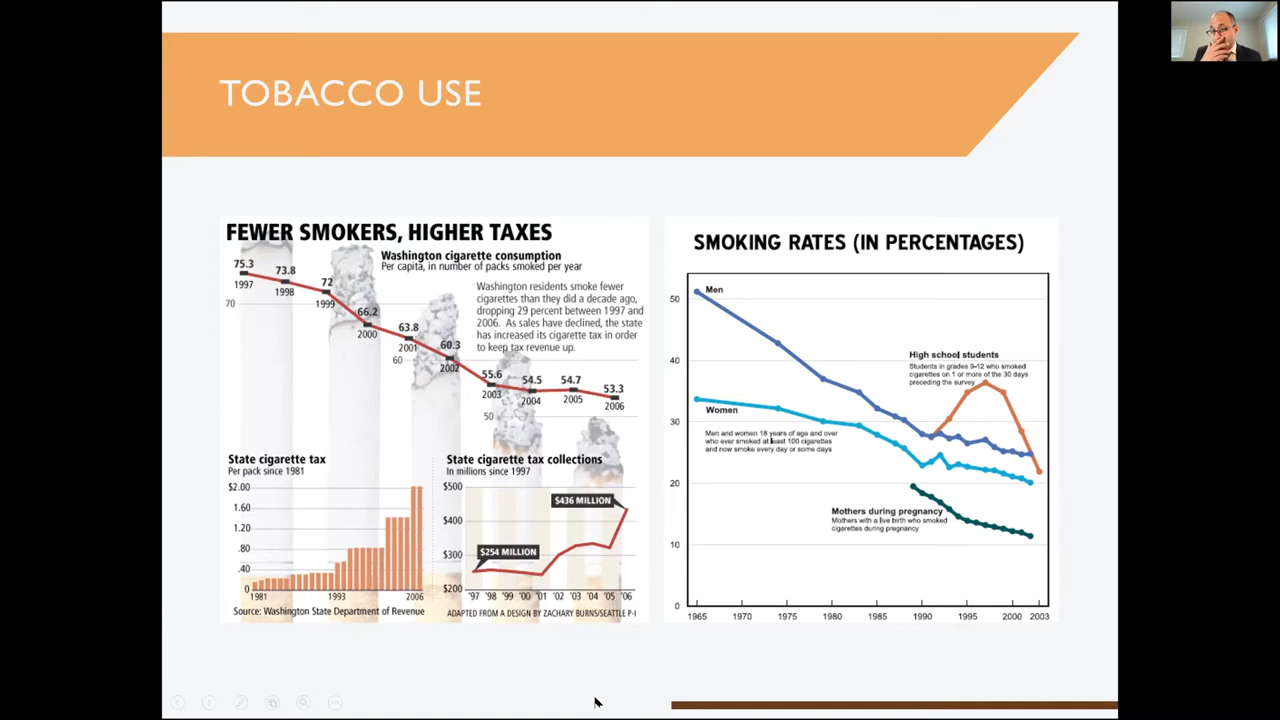 TOBACCO USE
FEWER SMOKERS, HIGHER TAXES
Washington cigarette consumption
Per capita, in number of packs smoked per year
75.3
1997
73.8
1998
72
1999
66.2
2000
63.8
2001
60.3
2002
55.6
2003
54.5
2004
54.7
2005
53.3
2006
70
60
50
Washington residents smoke fewer
cigarettes than they did a decade ago,
dropping 29 percent between 1997 and
2006. As sales have declined, the state
has increased its cigarette tax in order
to keep tax revenue up.
State cigarette tax
Per pack since 1981
$2.00
1.60
1.20
.80
.40
0
1981
1993
2006
Source: Washington State Department of Revenue
State cigarette tax collections
In millions since 1997
$500
$400
$300
$200
$254 MILLION
$436 MILLION
'97 '98 '99 '00 '01 '02 '03 '04 '05 '06
ADAPTED FROM A DESIGN BY ZACHARY BURNS/SEATTLE P-I
SMOKING RATES (IN PERCENTAGES)
50
40
30
20
10
0
Men
High school students
Students in grades 9-12 who smoked
cigarettes on 1 or more of the 30 days
preceding the survey
Women
Men and women 18 years of age and over
who ever smoked at least 100 cigarettes
and now smoke every day or some days
Mothers during pregnancy
Mothers with a live birth who smoked
cigarettes during pregnancy
1965 1970 1975 1980 1985 1990 1995 2000 2003